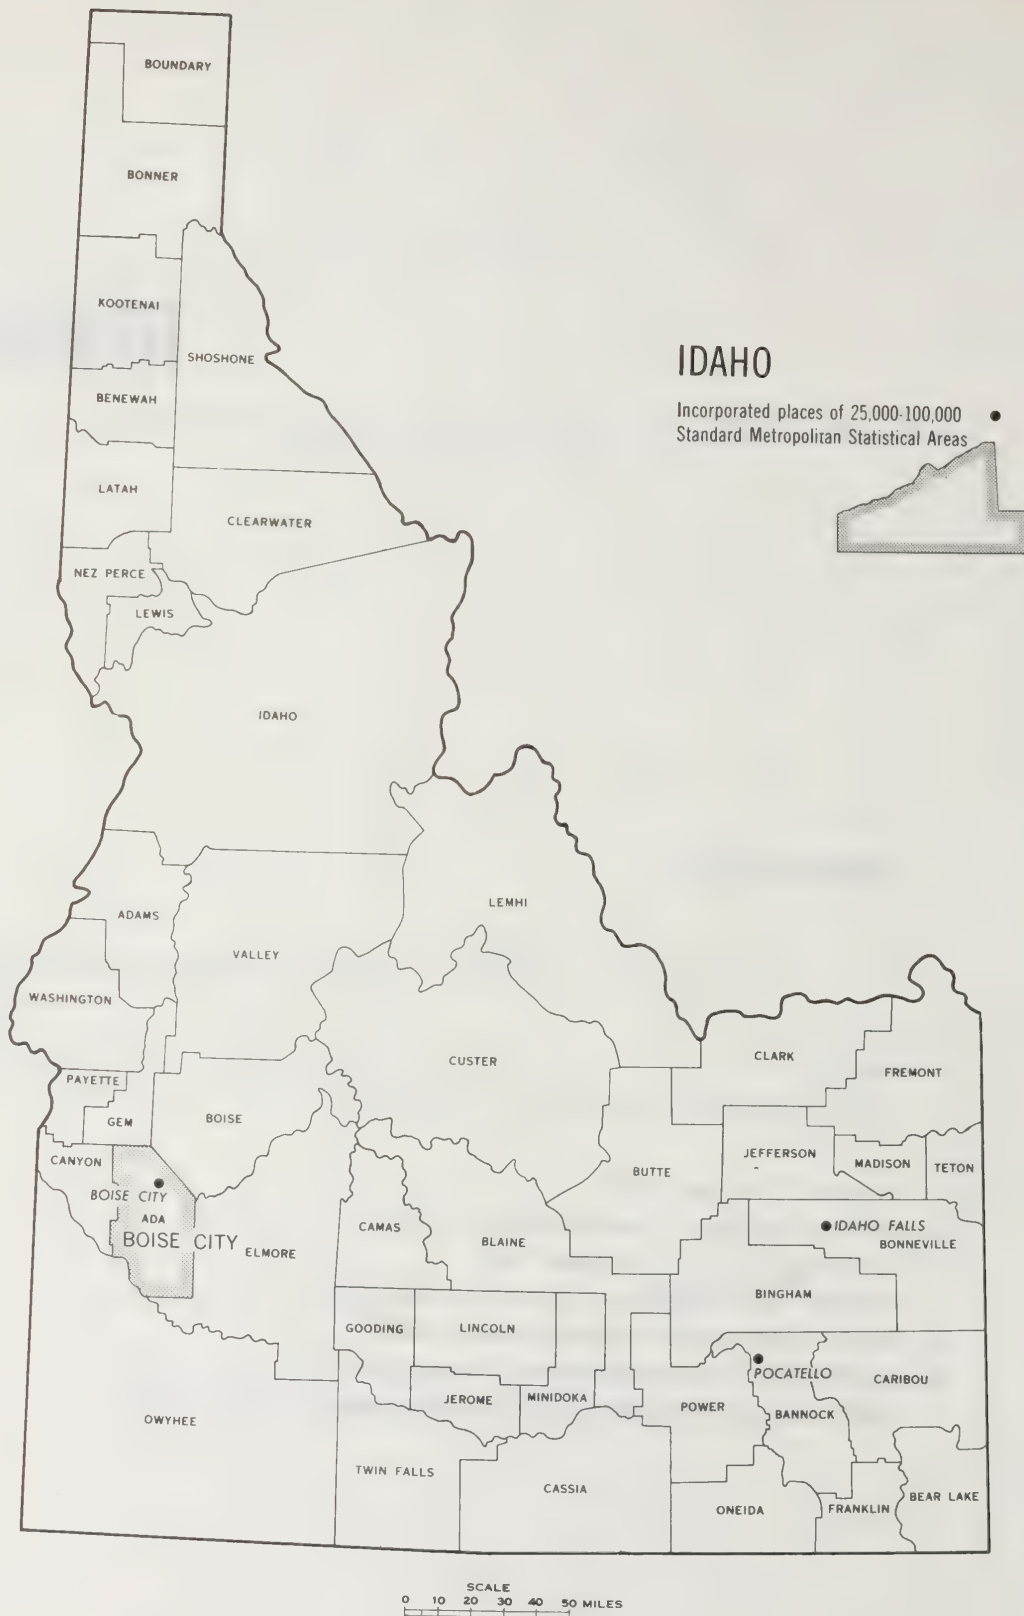 BOUNDARY
BONNER
KOOTENAI
SHOSHONE
IDAHO
Incorporated places of 25,000-100,000
Standard Metropolitan Statistical Areas
BENEWAH
LATAH
CLEARWATER
NEZ PERCE
LEWIS
IDAHO
LEMHI
ADAMS
VALLEY
WASHINGTON
CUSTER
CLARK
FREMONT
PAYETTE
GEM
BOISE
CANYON
BUTTE
JEFFERSON
MADISON
TETON
BOISE CITY
ADA
BOISE CITY
ELMORE
CAMAS
BLAINE
IDAHO FALLS
BONNEVILLE
BINGHAM
GOODING
LINCOLN
POCATELLO
CARIBOU
JEROME
MINIDOKA
POWER
BANNOCK
OWYHEE
TWIN FALLS
CASSIA
ONEIDA
FRANKLIN
BEAR LAKE
SCALE
0 10 20 30 40 50 MILES